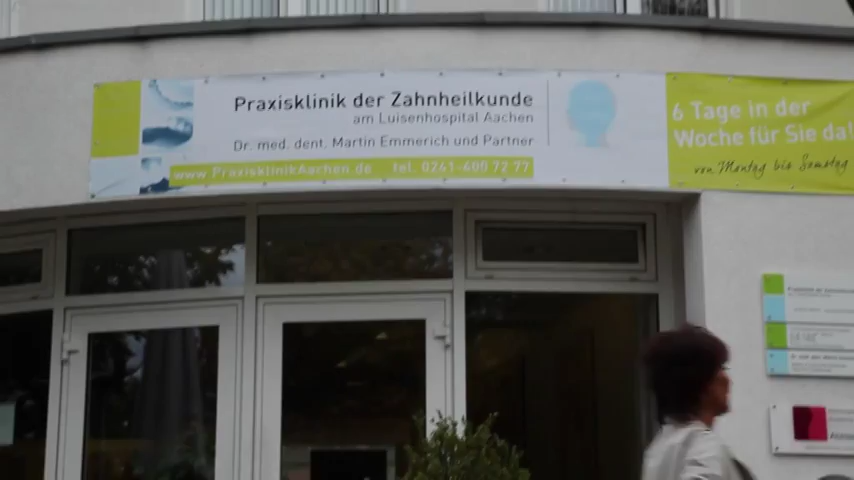 Praxisklinik der Zahnheilkunde
am Luisenhospital Aachen
Dr. med. dent. Martin Emmerich und Partner
www.PraxisklinikAachen.de tel. 0241-400 72 77
6 Tage in der
Woche für Sie da!
von Montag bis Samstag